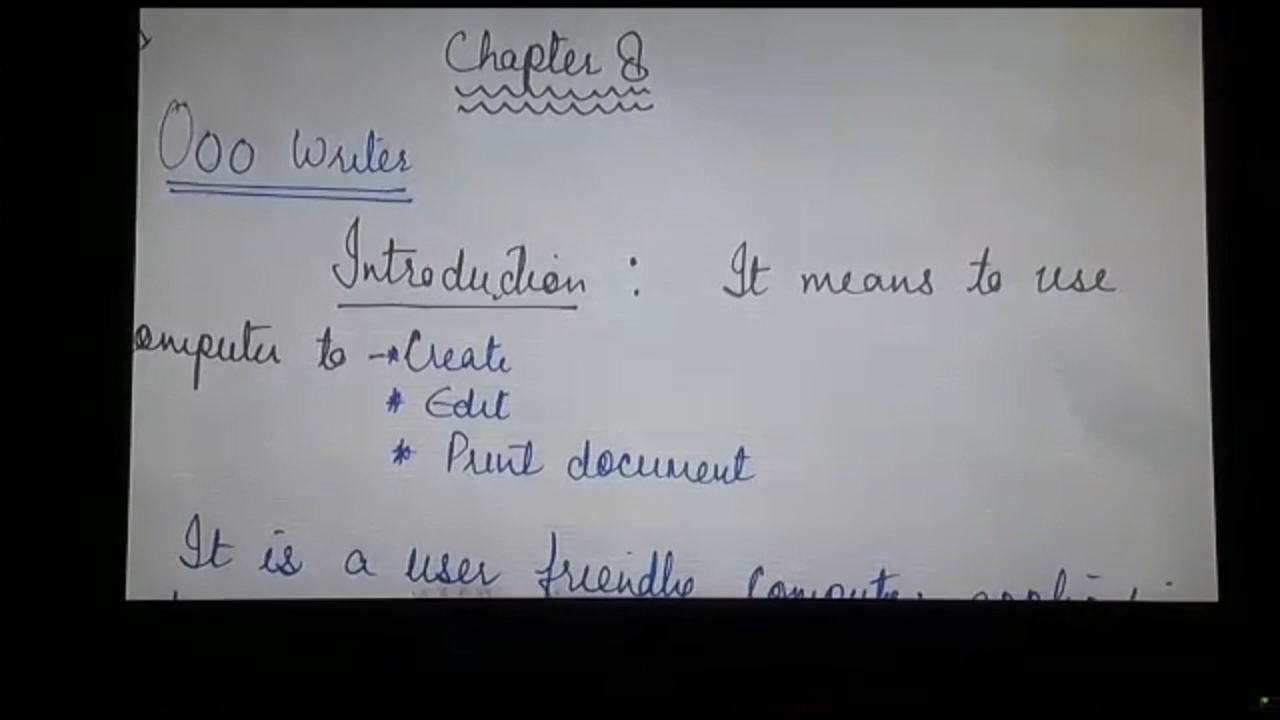 Chapter 8
Ooo Writer
Introduction : It means to use
omputer to → Create
* Edit
* Print document
It is a user friendly computer